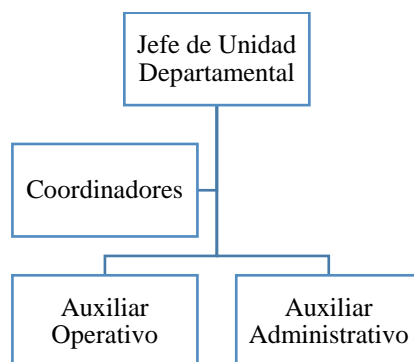 Jefe de Unidad
Departamental
Coordinadores
Auxiliar
Operativo
Auxiliar
Administrativo